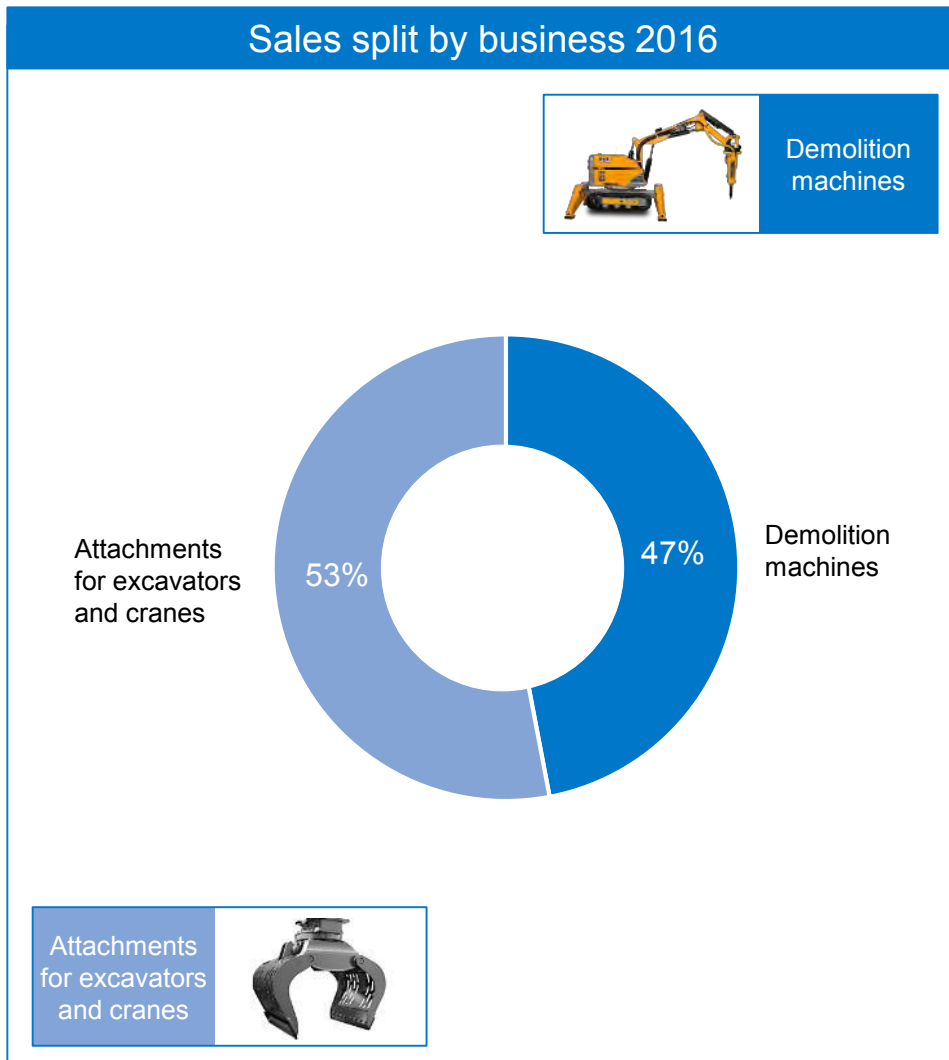 Sales split by business 2016
Demolition
machines
Attachments
for excavators
and cranes
53%
47%
Demolition
machines
Attachments
for excavators
and cranes